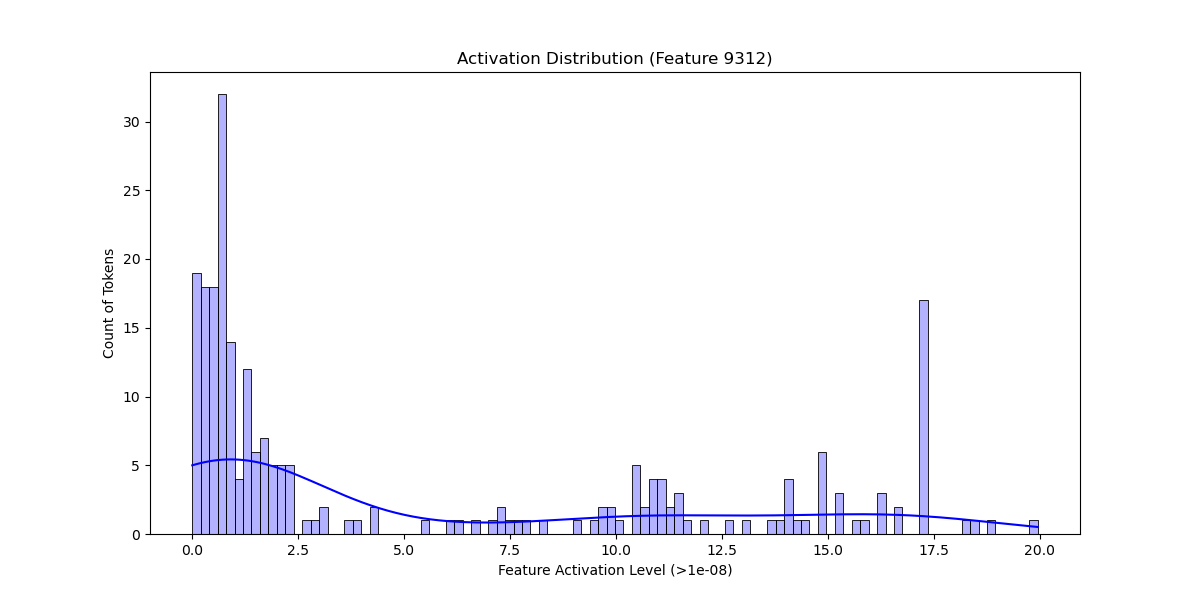 Activation Distribution (Feature 9312)
30
25
20
15
10
5
0
Count of Tokens
0.0 2.5 5.0 7.5 10.0 12.5 15.0 17.5 20.0
Feature Activation Level (>1e-08)